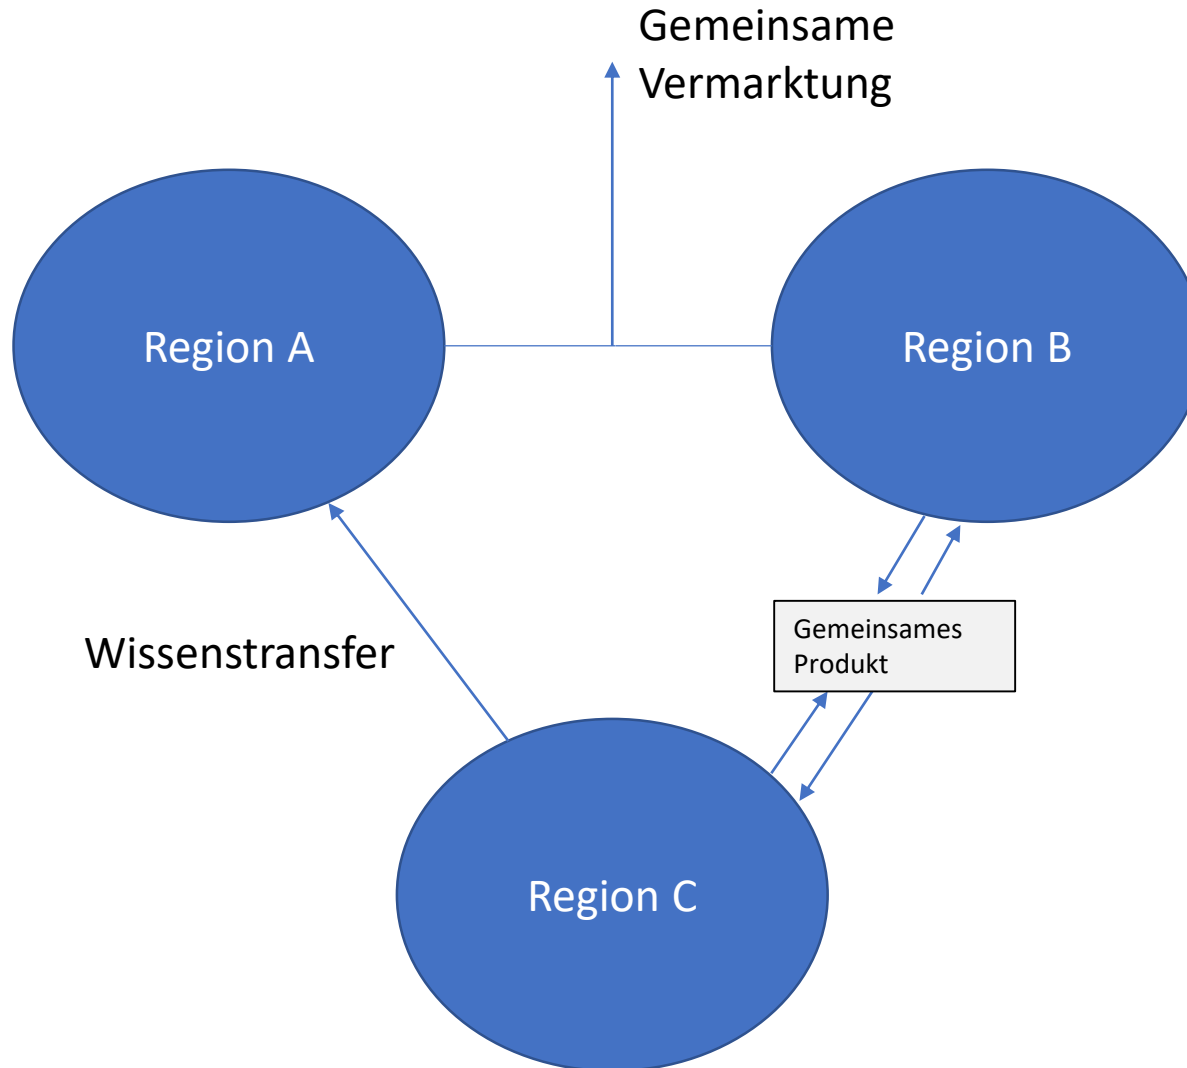 Gemeinsame
Vermarktung
Region A
Region B
Gemeinsames
Produkt
Wissenstransfer
Region C